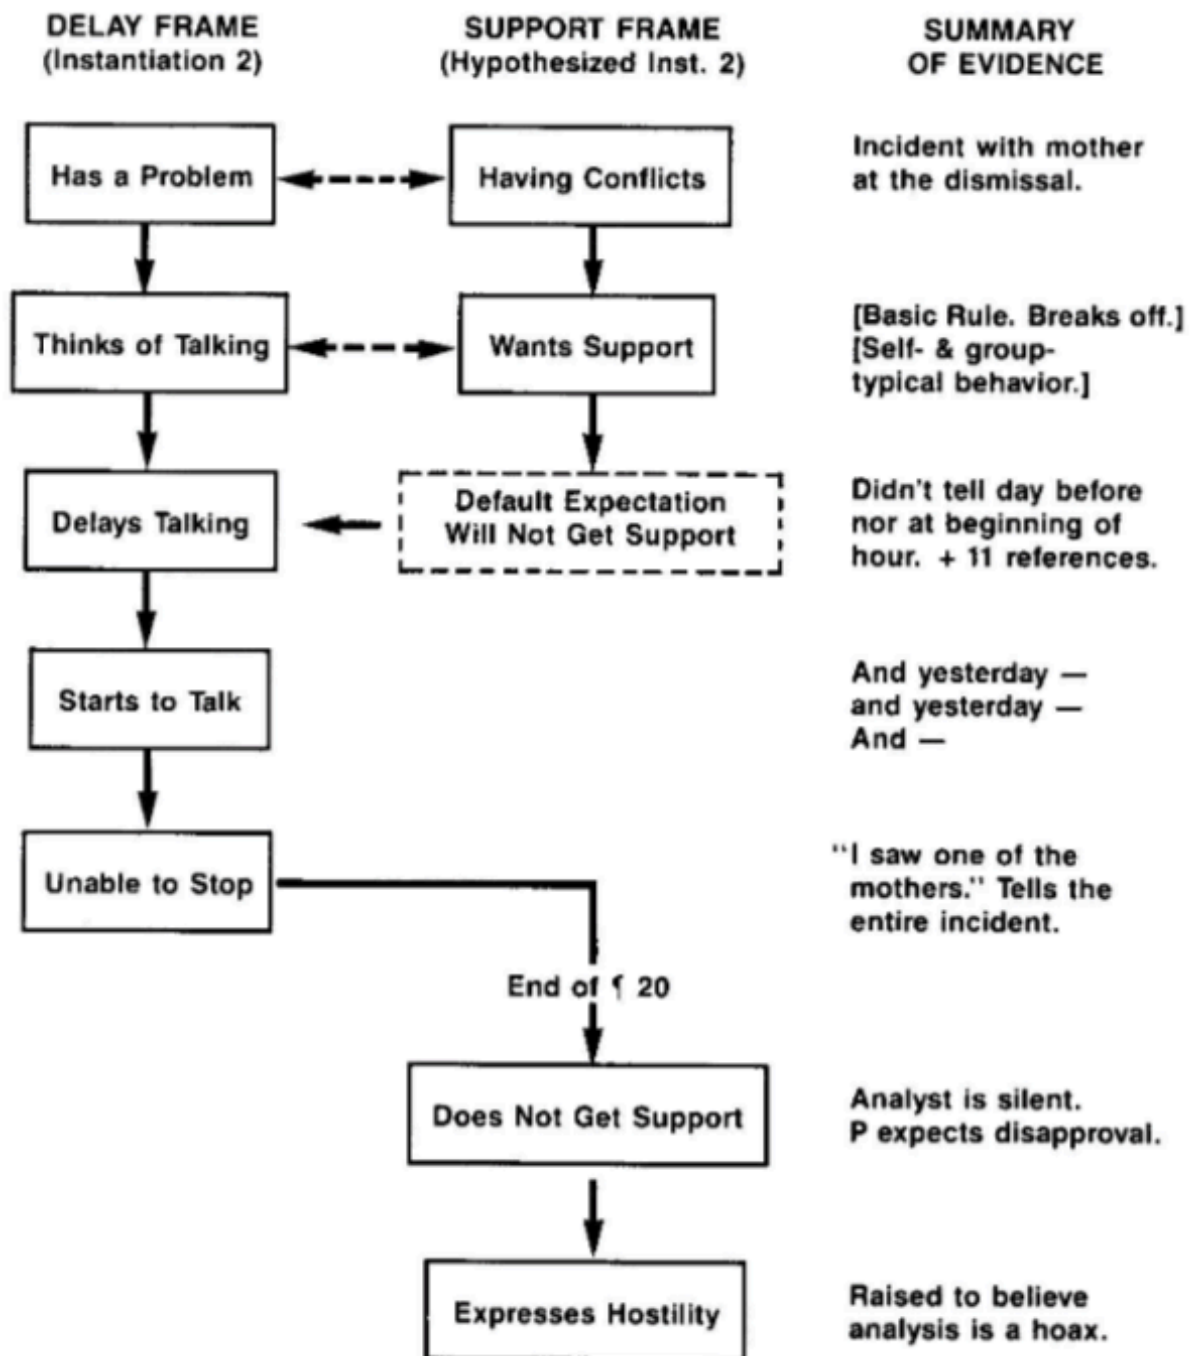 DELAY FRAME
(Instantiation 2)
SUPPORT FRAME
(Hypothesized Inst. 2)
SUMMARY
OF EVIDENCE
Has a Problem
Having Conflicts
Incident with mother
at the dismissal.
Thinks of Talking
Wants Support
[Basic Rule. Breaks off.]
[Self- & group-
typical behavior.]
Delays Talking
Default Expectation
Will Not Get Support
Didn't tell day before
nor at beginning of
hour. + 11 references.
Starts to Talk
And yesterday —
and yesterday —
And —
Unable to Stop
"I saw one of the
mothers." Tells the
entire incident.
End of ¶ 20
Does Not Get Support
Analyst is silent.
P expects disapproval.
Expresses Hostility
Raised to believe
analysis is a hoax.